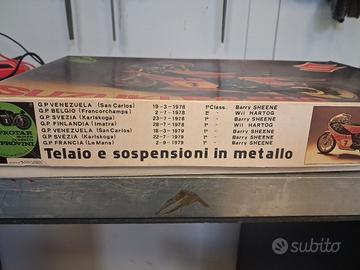 G.P. VENEZUELA (San Carlos) 19-3-1978 1° Class. Barry SHEENE
G.P. BELGIO (Francorchamps) 2-7-1978 1° " Wil HARTOG
G.P. SVEZIA (Karlskoga) 23-7-1978 1° " Barry SHEENE
G.P. FINLANDIA (Imatra) 28-7-1978 1° " Wil HARTOG
G.P. VENEZUELA (San Carlos) 18-3-1979 1° " Barry SHEENE
G.P. SVEZIA (Karlskoga) 22-7-1979 1° " Barry SHEENE
G.P. FRANCIA (Le Mans) 2-9-1979 1° " Barry SHEENE
Telaio e sospensioni in metallo
PROTAR
PROVINI
subito